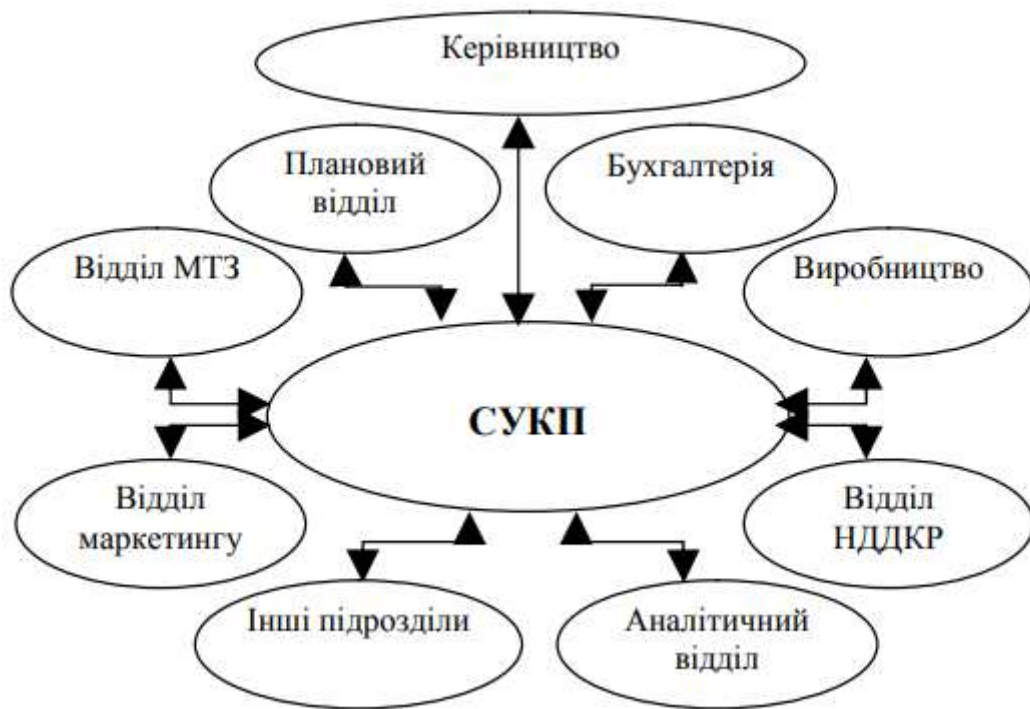 Керівництво
Плановий
відділ
Бухгалтерія
Відділ МТЗ
Виробництво
СУКП
Відділ
маркетингу
Відділ
НДДКР
Інші підрозділи
Аналітичний
відділ